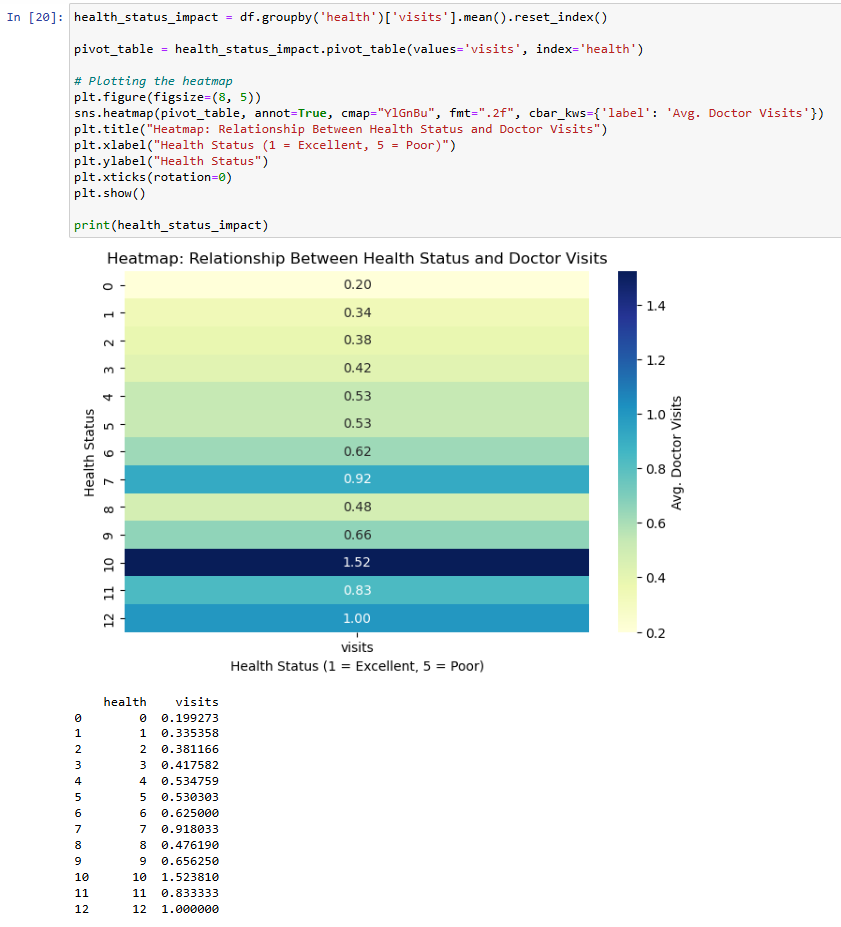 In [20]: health_status_impact = df.groupby('health')['visits'].mean().reset_index()
pivot_table = health_status_impact.pivot_table(values='visits', index='health')
# Plotting the heatmap
plt.figure(figsize=(8, 5))
sns.heatmap(pivot_table, annot=True, cmap="YlGnBu", fmt=".2f", cbar_kws={'label': 'Avg. Doctor Visits'})
plt.title("Heatmap: Relationship Between Health Status and Doctor Visits")
plt.xlabel("Health Status (1 = Excellent, 5 = Poor)")
plt.ylabel("Health Status")
plt.xticks(rotation=0)
plt.show()
print(health_status_impact)
Heatmap: Relationship Between Health Status and Doctor Visits
Health Status
0 0.20
1 0.34
2 0.38
3 0.42
4 0.53
5 0.53
6 0.62
7 0.92
8 0.48
9 0.66
10 1.52
11 0.83
12 1.00
visits
Health Status (1 = Excellent, 5 = Poor)
1.4
1.2
1.0
0.8
0.6
0.4
0.2
Avg. Doctor Visits
health visits
0 0 0.199273
1 1 0.335358
2 2 0.381166
3 3 0.417582
4 4 0.534759
5 5 0.530303
6 6 0.625000
7 7 0.918033
8 8 0.476190
9 9 0.656250
10 10 1.523810
11 11 0.833333
12 12 1.000000